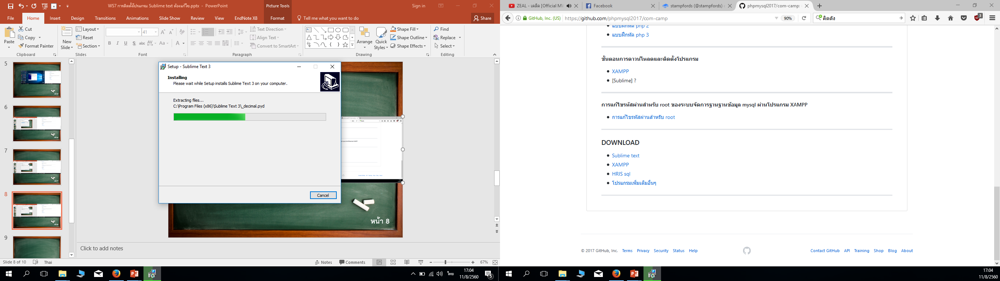 WS7 การติดตั้งโปรแกรม Sublime text ต้องแก้ไข.pptx - PowerPoint
Picture Tools
Sign in
File Home Insert Design Transitions Animations Slide Show Review View EndNote X8 Format Tell me what you want to do Share
Paste
Cut
Copy
Format Painter
Clipboard
New Slide
Layout
Reset
Section
Slides
41
Font
Text Direction
Align Text
Convert to SmartArt
Paragraph
Arrange
Quick Styles
Shape Fill
Shape Outline
Shape Effects
Drawing
Find
Replace
Select
Editing
5
6
7
8
9
Setup - Sublime Text 3
Installing
Please wait while Setup installs Sublime Text 3 on your computer.
Extracting files...
C:\Program Files (x86)\Sublime Text 3\_decimal.pyd
Cancel
หน้า 8
Click to add notes
Slide 8 of 10 Thai Notes Comments 67%
ไทย 17:04
11/8/2560
5
ZEAL - เตลิด [Official MV
Facebook
stampfords (@stampfords)
phpmysql2017/com-camp:
GitHub, Inc. (US) https://github.com/phpmysql2017/com-camp 90% คิดดัง 3
แบบฝึกหัด php 2
แบบฝึกหัด php 3
ขั้นตอนการดาวน์โหลดและติดตั้งโปรแกรม
XAMPP
[Sublime] ?
การแก้ไขรหัสผ่านสำหรับ root ของระบบจัดการฐานฐานข้อมูล mysql ผ่านโปรแกรม XAMPP
การแก้ไขรหัสผ่านสำหรับ root
DOWNLOAD
Sublime text
XAMPP
HRIS sql
โปรแกรมเพิ่มเติมอื่นๆ
© 2017 GitHub, Inc. Terms Privacy Security Status Help Contact GitHub API Training Shop Blog About
17:04
11/8/2560